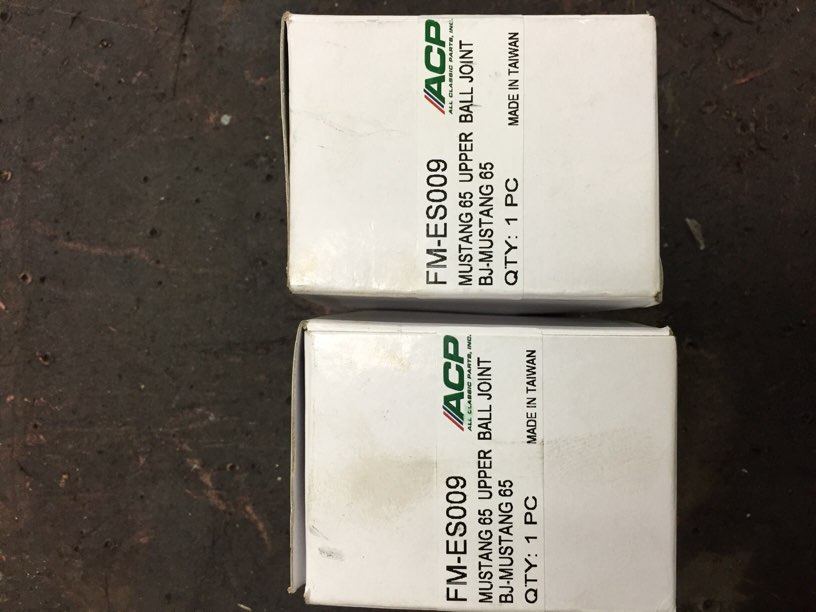 ACP
ALL CLASSIC PARTS, INC.
FM-ES009
MUSTANG 65 UPPER BALL JOINT
BJ-MUSTANG 65
QTY: 1 PC
MADE IN TAIWAN
ACP
ALL CLASSIC PARTS, INC.
FM-ES009
MUSTANG 65 UPPER BALL JOINT
BJ-MUSTANG 65
QTY: 1 PC
MADE IN TAIWAN